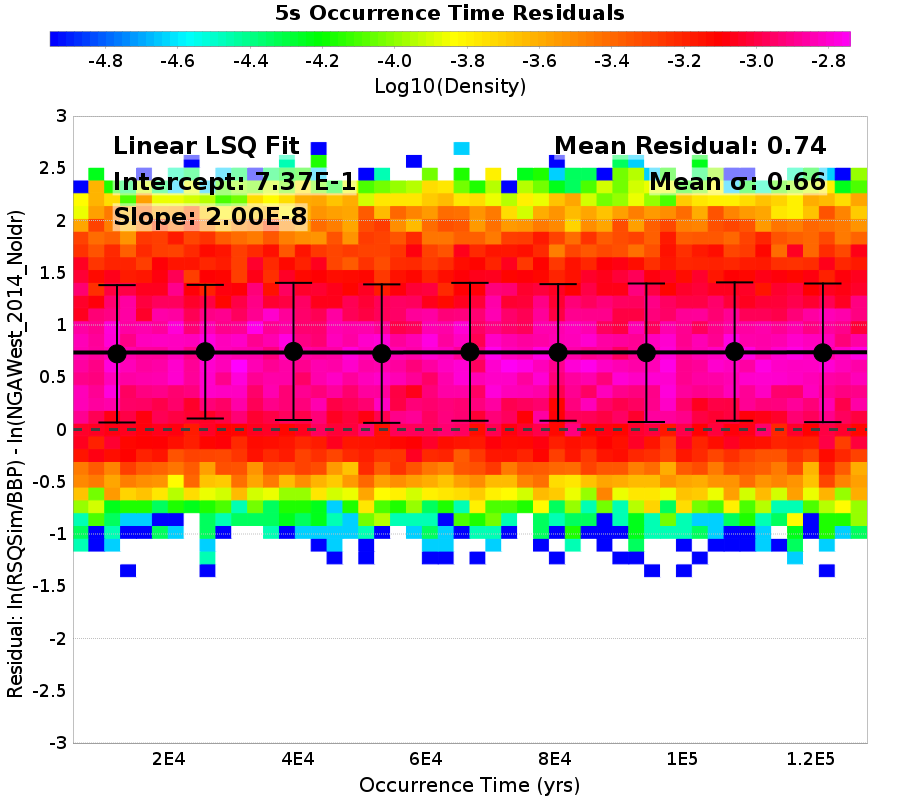 5s Occurrence Time Residuals
-4.8 -4.6 -4.4 -4.2 -4.0 -3.8 -3.6 -3.4 -3.2 -3.0 -2.8
Log10(Density)
Residual: ln(RSQSim/BBP) - ln(NGAWest_2014_NoIdr)
3
2.5
2
1.5
1
0.5
0
-0.5
-1
-1.5
-2
-2.5
-3
Linear LSQ Fit
Intercept: 7.37E-1
Slope: 2.00E-8
Mean Residual: 0.74
Mean σ: 0.66
2E4 4E4 6E4 8E4 1E5 1.2E5
Occurrence Time (yrs)